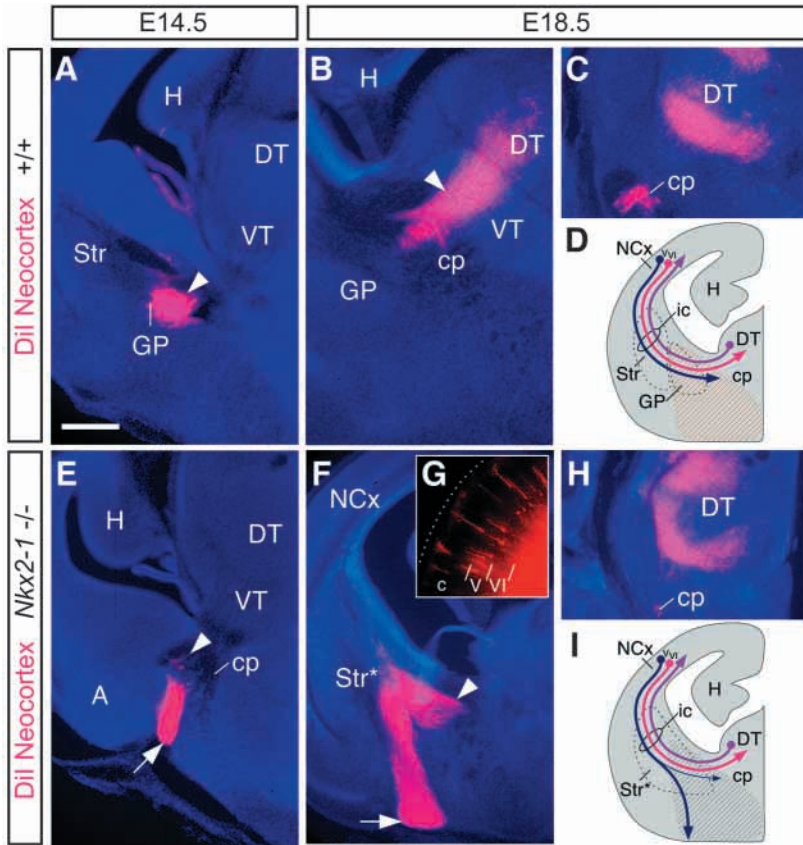 E14.5
E18.5
DiI Neocortex +/+
A
H
DT
VT
Str
GP
B
H
DT
VT
cp
GP
C
DT
cp
D
NCx
V
VI
H
ic
DT
Str
cp
GP
DiI Neocortex Nkx2-1 -/-
E
H
DT
VT
cp
A
F
NCx
Str*
G
c
V
VI
H
DT
cp
I
NCx
V
VI
H
ic
DT
cp
Str*